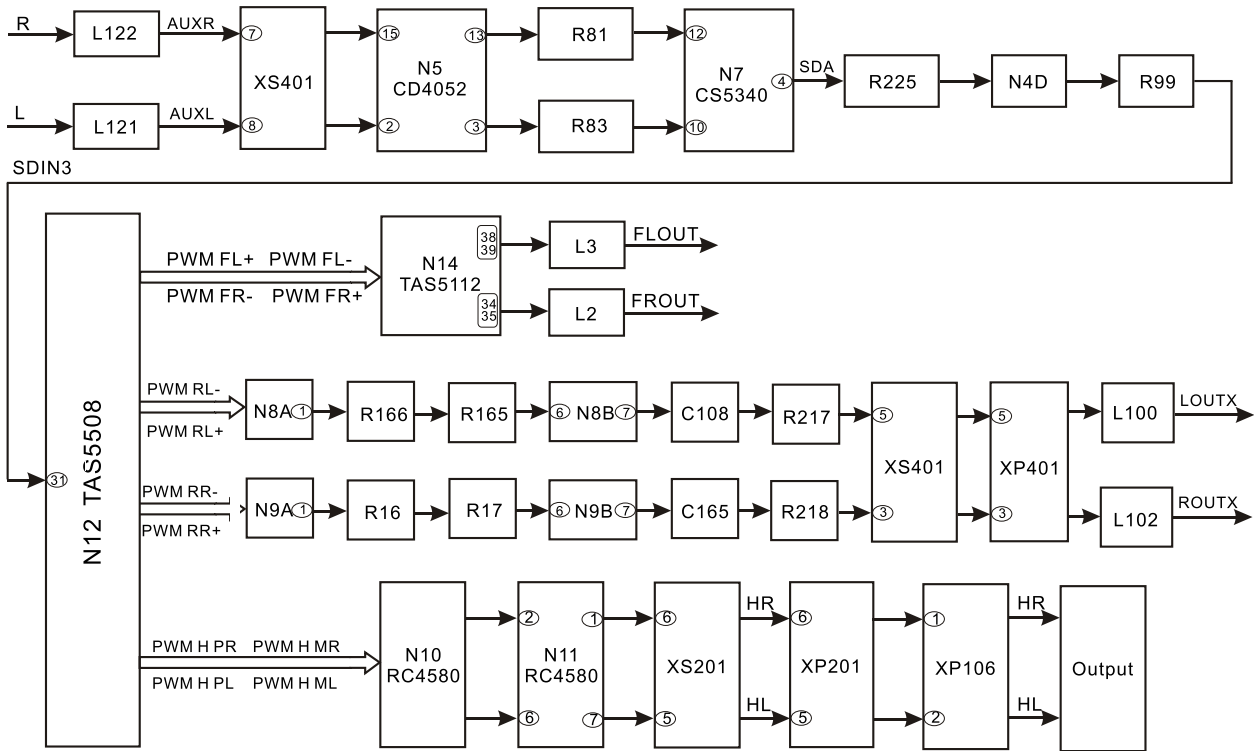 R
L122
AUXR
7
XS401
15
N5
CD4052
13
R81
12
N7
CS5340
4
SDA
R225
N4D
R99
L
L121
AUXL
8
2
3
R83
10
SDIN3
N12 TAS5508
31
PWM FL+ PWM FL-
PWM FR- PWM FR+
N14
TAS5112
38
39
34
35
L3
FLOUT
L2
FROUT
PWM RL-
PWM RL+
N8A
1
R166
R165
6
N8B
7
C108
R217
5
XS401
3
5
XP401
3
L100
LOUTX
PWM RR-
PWM RR+
N9A
1
R16
R17
6
N9B
7
C165
R218
L102
ROUTX
PWM H PR PWM H MR
PWM H PL PWM H ML
N10
RC4580
2
N11
RC4580
6
1
7
6
XS201
5
HR
HL
6
XP201
5
1
XP106
2
HR
HL
Output